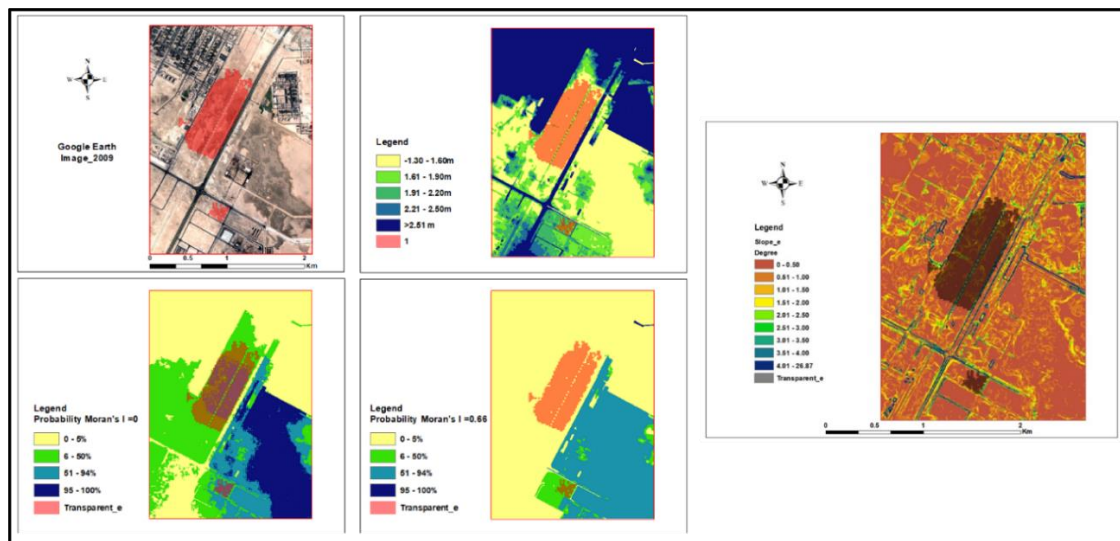 N
W E
S
Google Earth
Image_2009
0 0.5 1 2
Km
Legend
-1.30 - 1.60m
1.61 - 1.90m
1.91 - 2.20m
2.21 - 2.50m
>2.51 m
1
Legend
Probability Moran's I =0
0 - 5%
6 - 50%
51 - 94%
95 - 100%
Transparent_e
Legend
Probability Moran's I =0.66
0 - 5%
6 - 50%
51 - 94%
95 - 100%
Transparent_e
N
W E
S
Legend
Slope_e
Degree
0 - 0.50
0.51 - 1.00
1.01 - 1.50
1.51 - 2.00
2.01 - 2.50
2.51 - 3.00
3.01 - 3.50
3.51 - 4.00
4.01 - 26.87
Transparent_e
0 0.5 1 2
Km